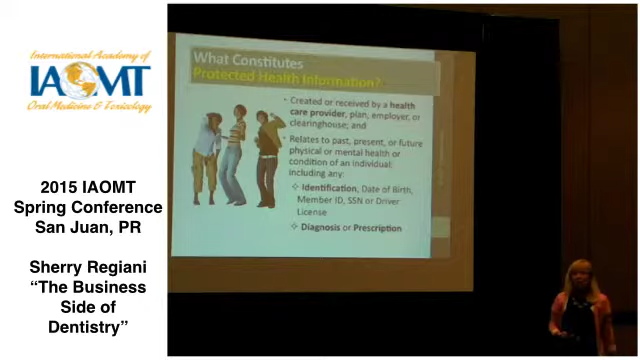 International Academy of
IAOMT
Oral Medicine & Toxicology
2015 IAOMT
Spring Conference
San Juan, PR
Sherry Regiani
“The Business
Side of
Dentistry”
What Constitutes
Protected Health Information?
• Created or received by a health
care provider, plan, employer, or
clearinghouse; and
• Relates to past, present, or future
physical or mental health or
condition of an individual;
including any:
❖ Identification, Date of Birth,
Member ID, SSN or Driver
License
❖ Diagnosis or Prescription